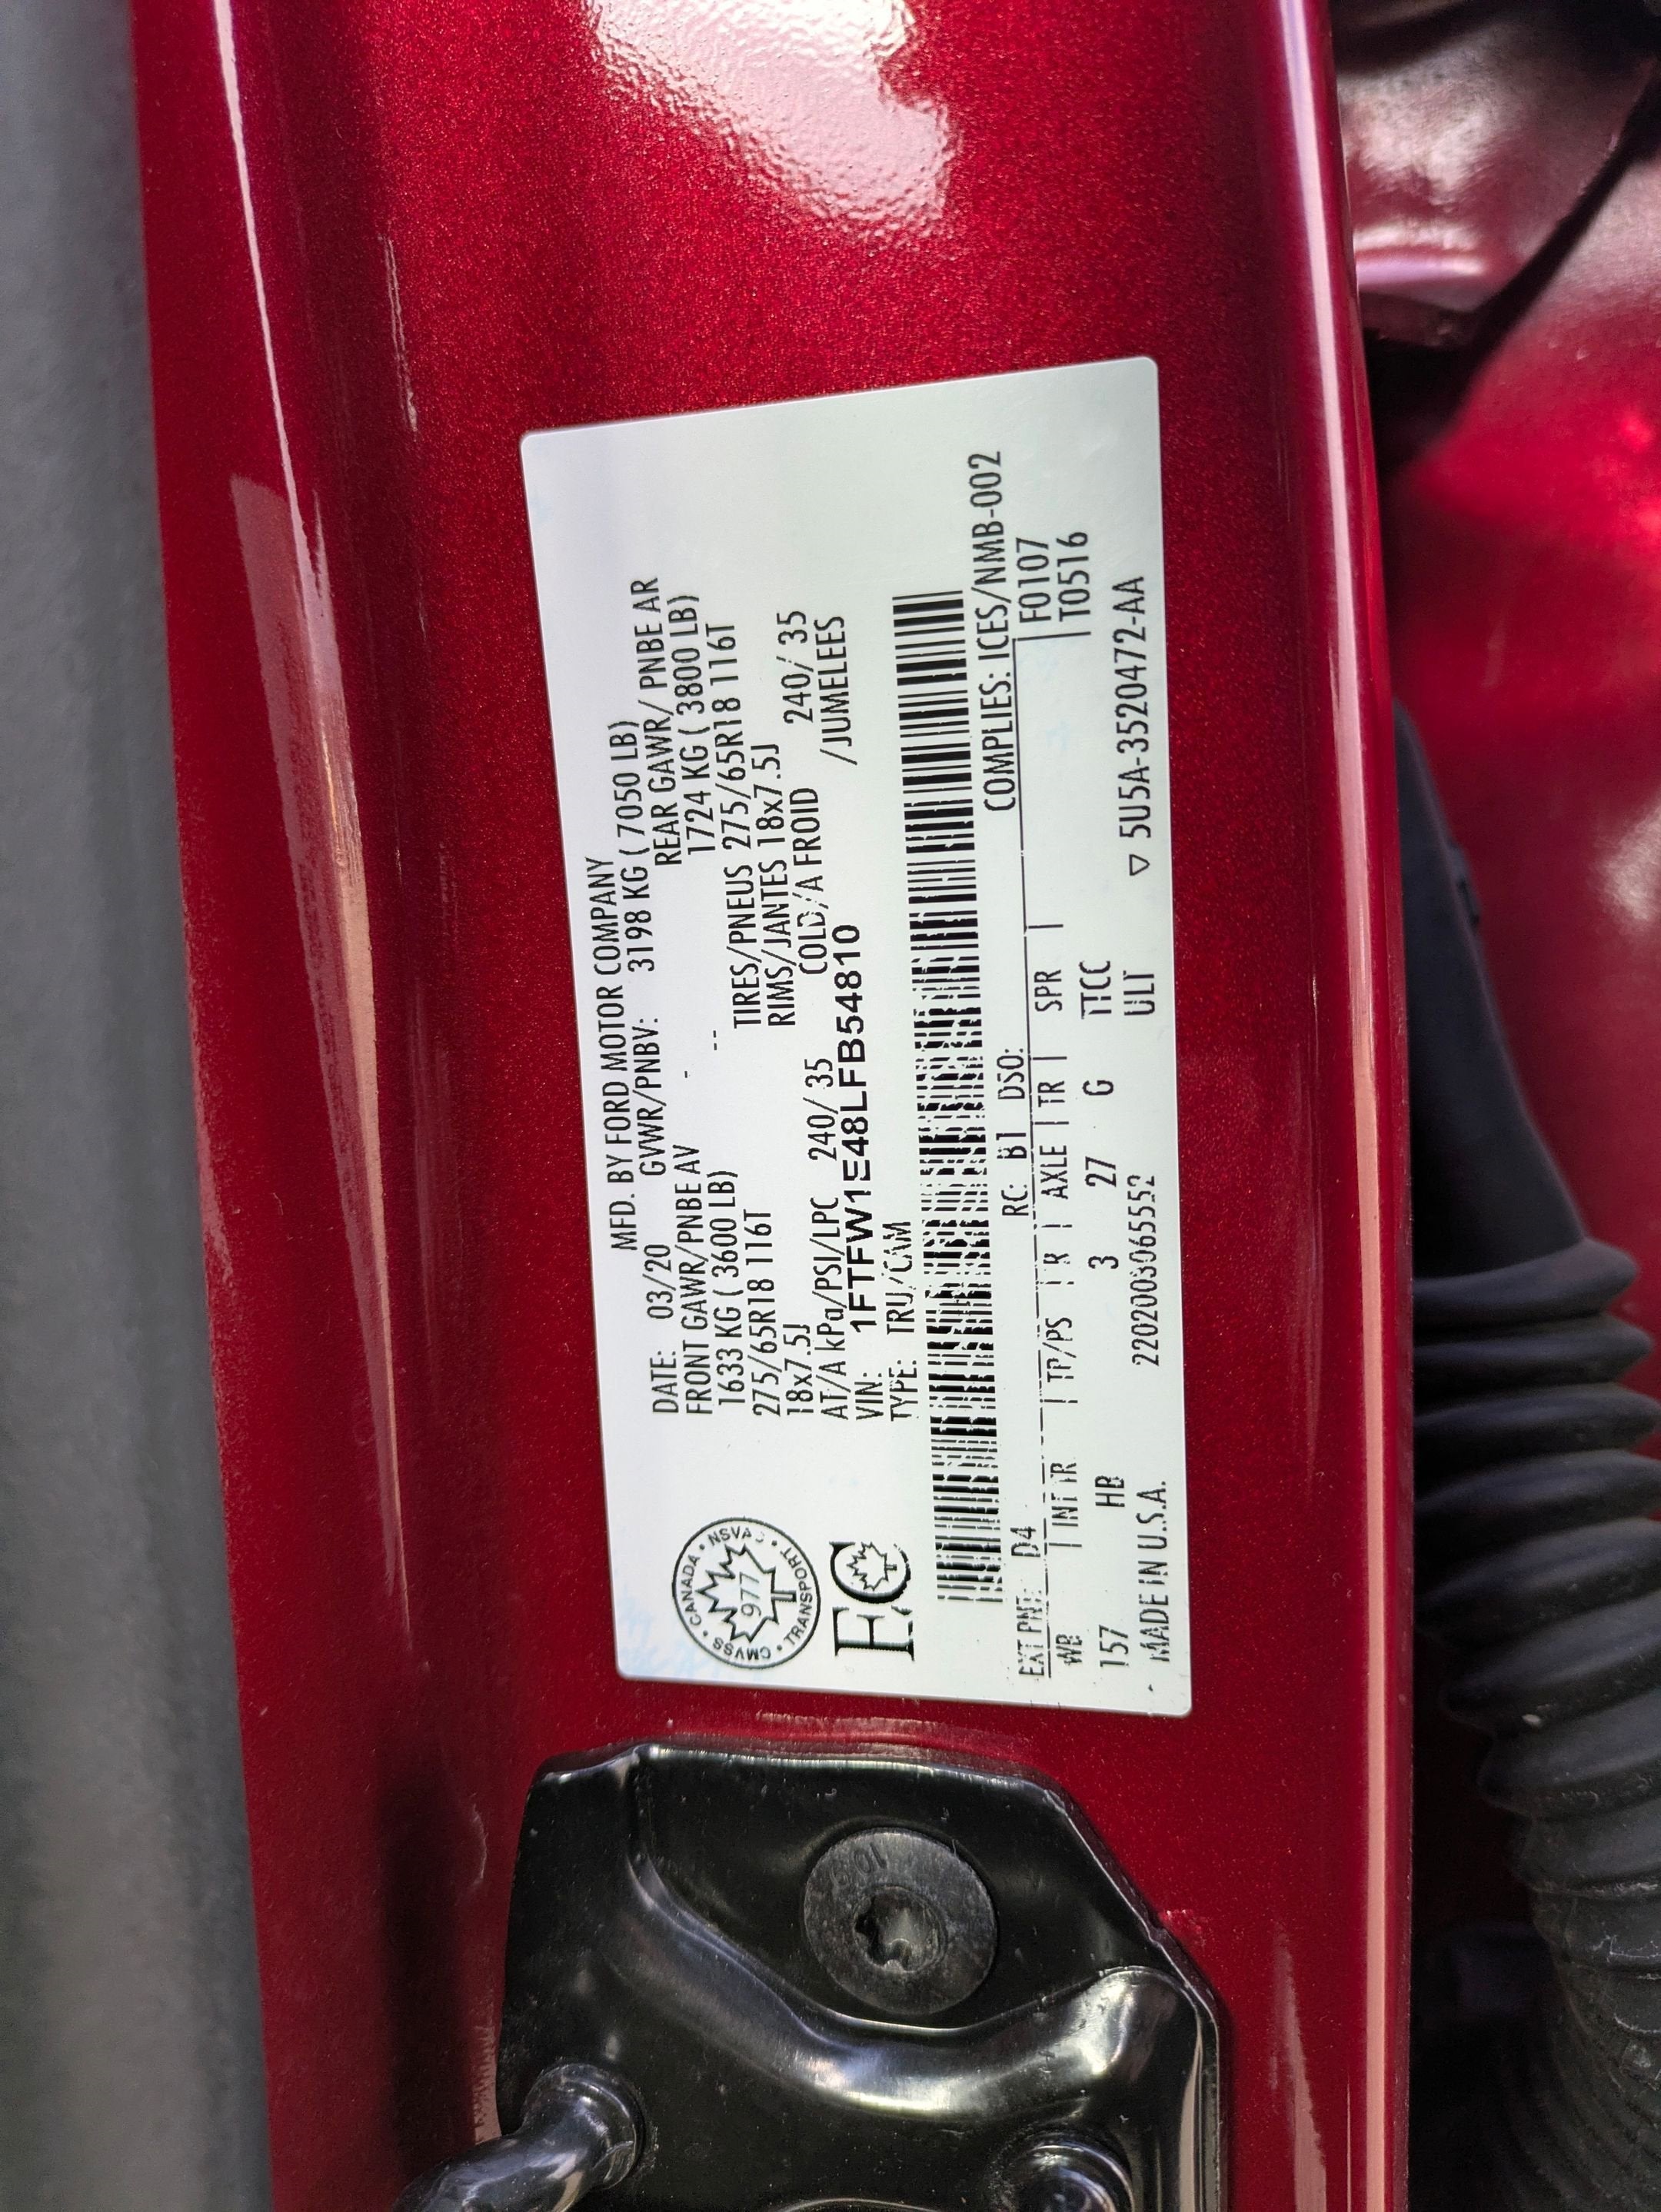 MFD. BY FORD MOTOR COMPANY
DATE: 03/20 GVWR/PNBV: 3198 KG ( 7050 LB)
FRONT GAWR/PNBE AV - REAR GAWR/ PNBE AR
1633 KG ( 3600 LB) -- 1724 KG ( 3800 LB)
275/65R18 116T TIRES/PNEUS 275/65R18 116T
18x7.5J RIMS/JANTES 18x7.5J
AT/A kPa/PSI/LPC 240/ 35 COLD/A FROID 240/ 35
VIN: 1FTFW1E48LFB54810 /JUMELEES
TYPE: TRU/CAM
CANADA • NSVAC • TRANSPORT • CMVSS •
977
EC
COMPLIES: ICES/NMB-002
EXT PNT: D4 RC: B1 DSO: F0107
WB | INT TR | TP/PS | R | AXLE | TR | SPR | T0516
157 HB 3 27 G TTCC
MADE IN U.S.A. 2202003065552 ULT ▽ 5U5A-3520472-AA